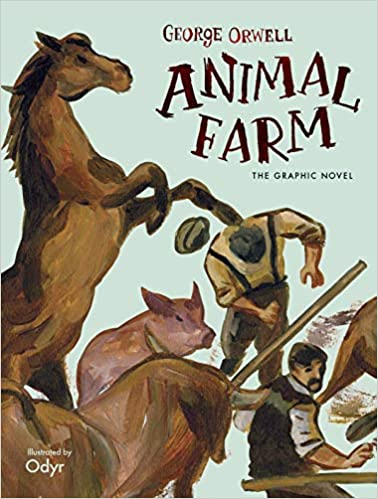 GEORGE ORWELL
ANIMAL
FARM
THE GRAPHIC NOVEL
Illustrated by
Odyr